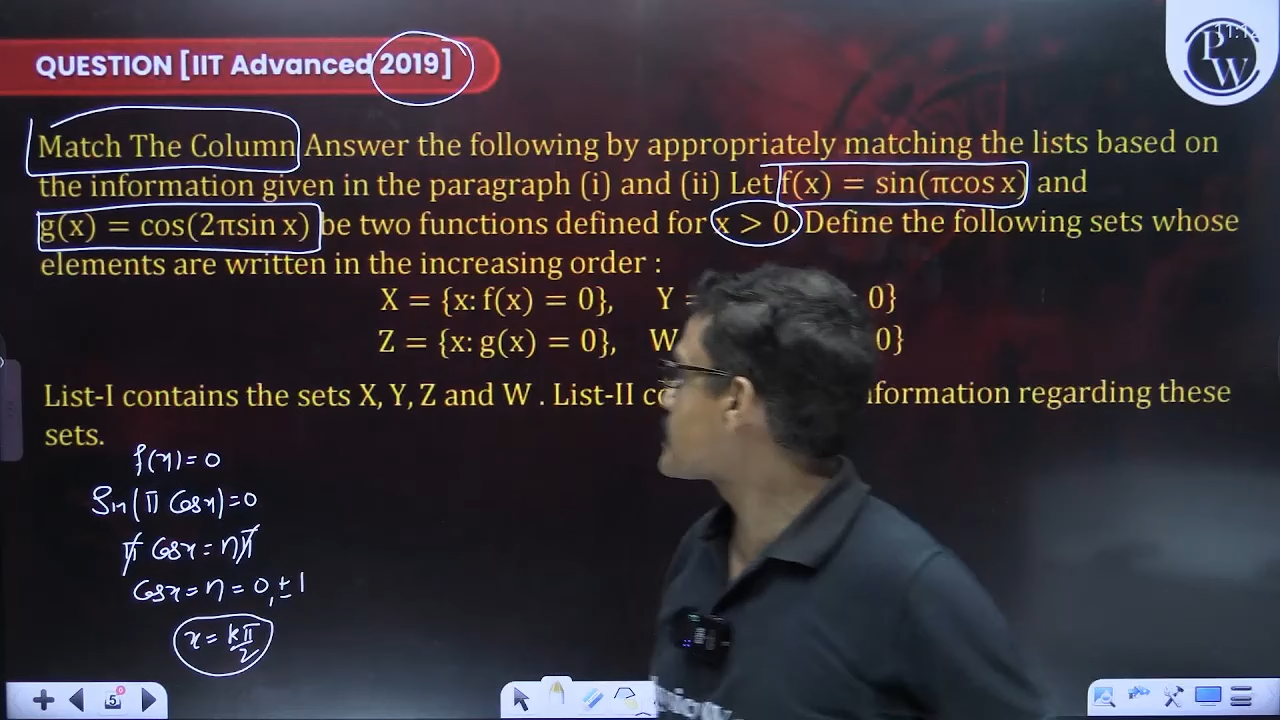 QUESTION [IIT Advanced 2019]
11:1
PW
Match The Column Answer the following by appropriately matching the lists based on
the information given in the paragraph (i) and (ii) Let f(x) = sin(πcos x) and
g(x) = cos(2πsin x) be two functions defined for x > 0. Define the following sets whose
elements are written in the increasing order :
X = {x: f(x) = 0}, Y = 0}
Z = {x: g(x) = 0}, W 0}
List-I contains the sets X, Y, Z and W . List-II regarding these
sets.
f(x) = 0
Sin(π Cosx) = 0
π Cosx = nπ
Cosx = n = 0, ±1
x = kπ/2
5